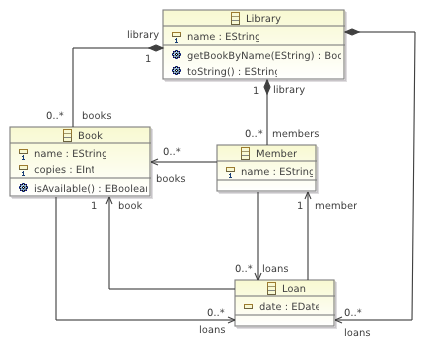 Library
name : EString
getBookByName(EString) : Boo
toString() : EString
library
1
1
library
0..*
books
0..*
members
Book
name : EString
copies : EInt
isAvailable() : EBoolean
0..*
books
Member
name : EString
1
book
1
member
0..*
loans
Loan
date : EDate
0..*
loans
0..*
loans